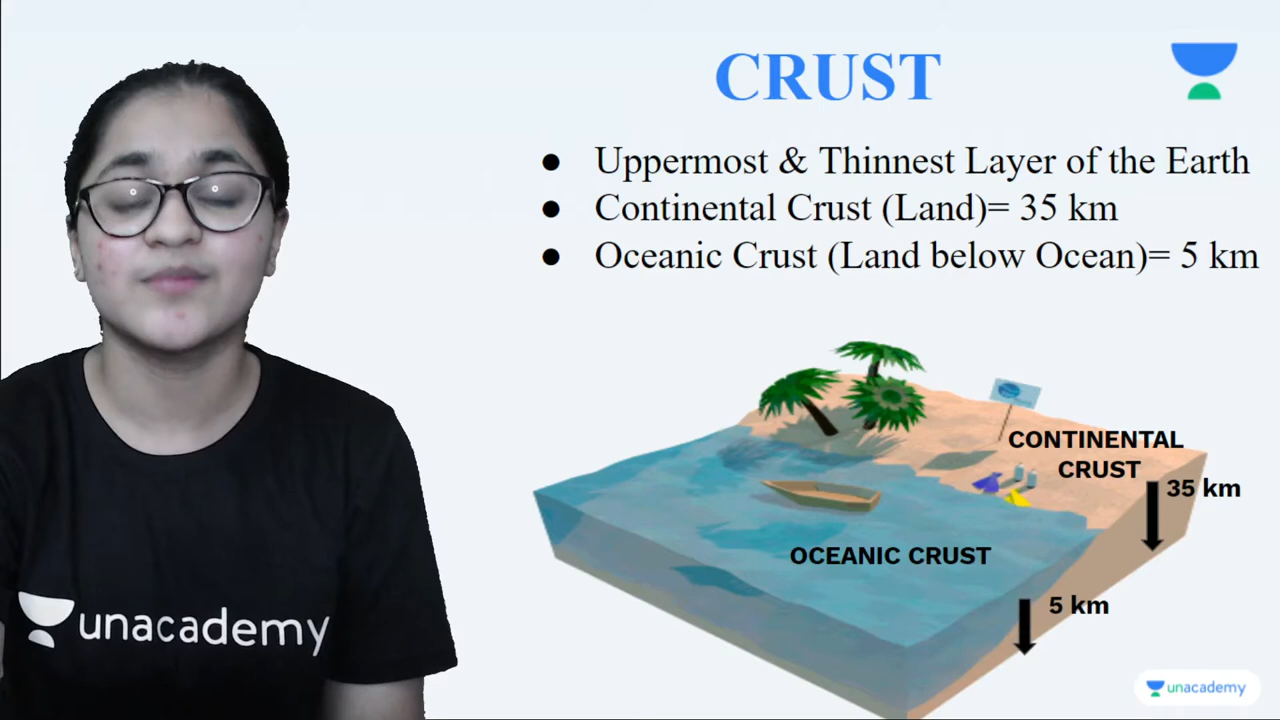 CRUST
● Uppermost & Thinnest Layer of the Earth
● Continental Crust (Land)= 35 km
● Oceanic Crust (Land below Ocean)= 5 km
CONTINENTAL
CRUST
35 km
OCEANIC CRUST
5 km
unacademy
unacademy